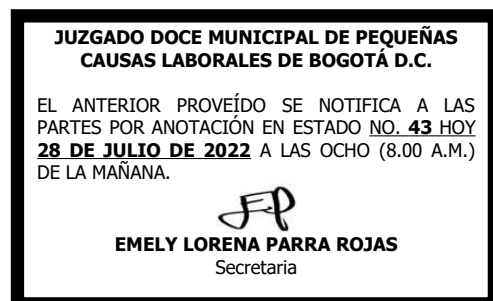 JUZGADO DOCE MUNICIPAL DE PEQUEÑAS
CAUSAS LABORALES DE BOGOTÁ D.C.
EL ANTERIOR PROVEÍDO SE NOTIFICA A LAS
PARTES POR ANOTACIÓN EN ESTADO NO. 43 HOY
28 DE JULIO DE 2022 A LAS OCHO (8.00 A.M.)
DE LA MAÑANA.
EMELY LORENA PARRA ROJAS
Secretaria